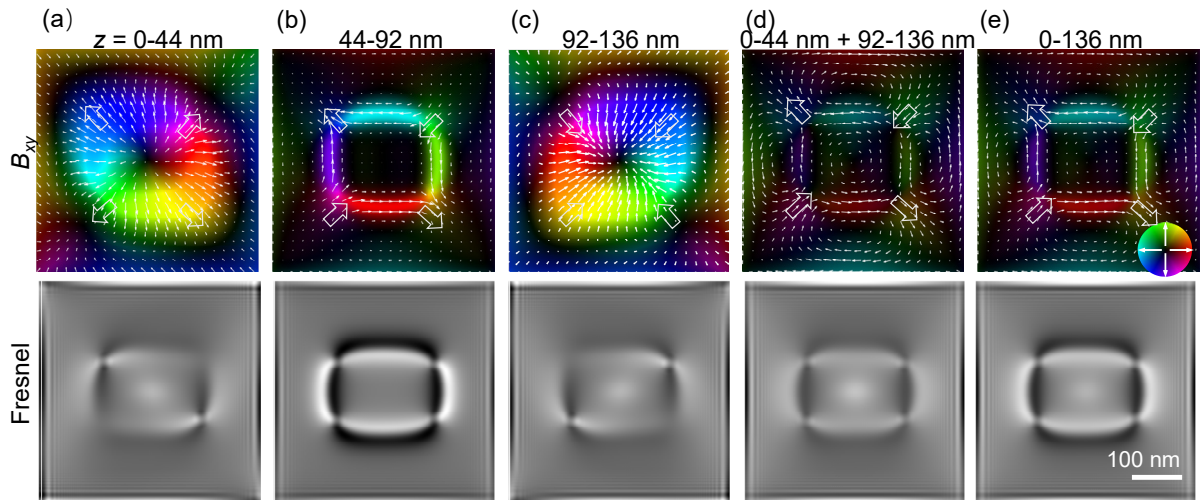 (a) (b) (c) (d) (e)
z = 0-44 nm 44-92 nm 92-136 nm 0-44 nm + 92-136 nm 0-136 nm
Bxy
Fresnel
100 nm